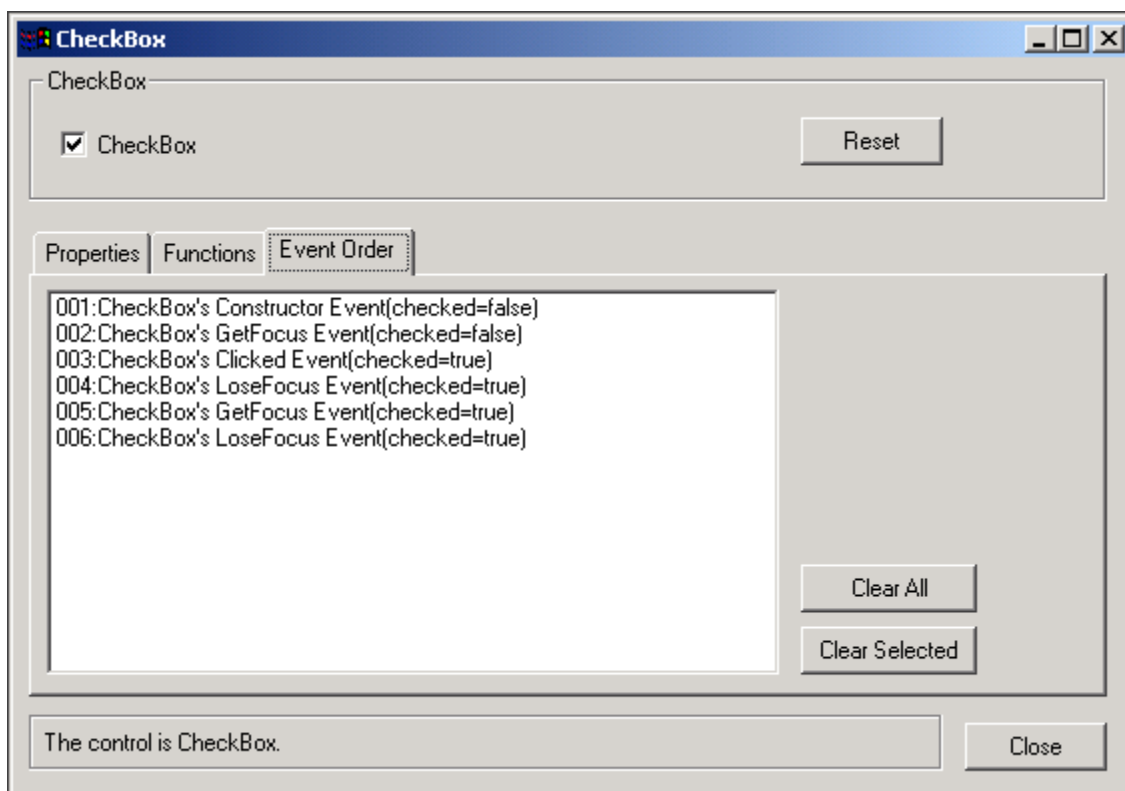 CheckBox
CheckBox
CheckBox
Reset
Properties
Functions
Event Order
001:CheckBox's Constructor Event(checked=false)
002:CheckBox's GetFocus Event(checked=false)
003:CheckBox's Clicked Event(checked=true)
004:CheckBox's LoseFocus Event(checked=true)
005:CheckBox's GetFocus Event(checked=true)
006:CheckBox's LoseFocus Event(checked=true)
Clear All
Clear Selected
The control is CheckBox.
Close